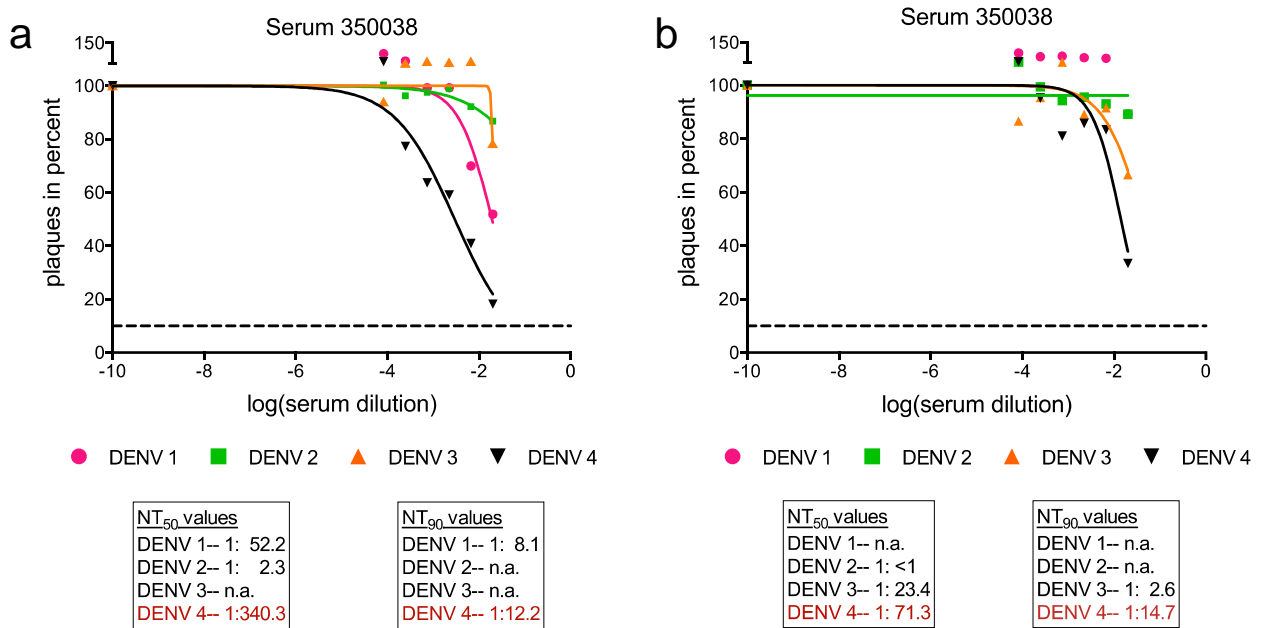 a
Serum 350038
150
100
80
60
40
20
0
plaques in percent
-10
-8
-6
-4
-2
0
log(serum dilution)
DENV 1
DENV 2
DENV 3
DENV 4
NT50 values
DENV 1-- 1: 52.2
DENV 2-- 1: 2.3
DENV 3-- n.a.
DENV 4-- 1:340.3
NT90 values
DENV 1-- 1: 8.1
DENV 2-- n.a.
DENV 3-- n.a.
DENV 4-- 1:12.2
b
Serum 350038
150
100
80
60
40
20
0
plaques in percent
-10
-8
-6
-4
-2
0
log(serum dilution)
DENV 1
DENV 2
DENV 3
DENV 4
NT50 values
DENV 1-- n.a.
DENV 2-- 1: <1
DENV 3-- 1: 23.4
DENV 4-- 1: 71.3
NT90 values
DENV 1-- n.a.
DENV 2-- n.a.
DENV 3-- 1: 2.6
DENV 4-- 1:14.7